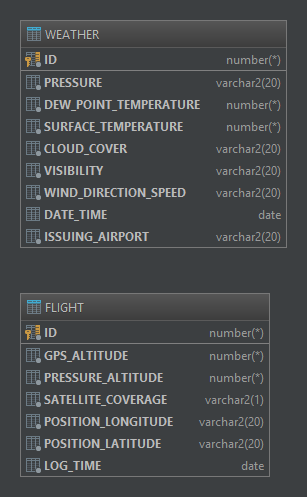 WEATHER
ID number(*)
PRESSURE varchar2(20)
DEW_POINT_TEMPERATURE number(*)
SURFACE_TEMPERATURE number(*)
CLOUD_COVER varchar2(20)
VISIBILITY varchar2(20)
WIND_DIRECTION_SPEED varchar2(20)
DATE_TIME date
ISSUING_AIRPORT varchar2(20)
FLIGHT
ID number(*)
GPS_ALTITUDE number(*)
PRESSURE_ALTITUDE number(*)
SATELLITE_COVERAGE varchar2(1)
POSITION_LONGITUDE varchar2(20)
POSITION_LATITUDE varchar2(20)
LOG_TIME date